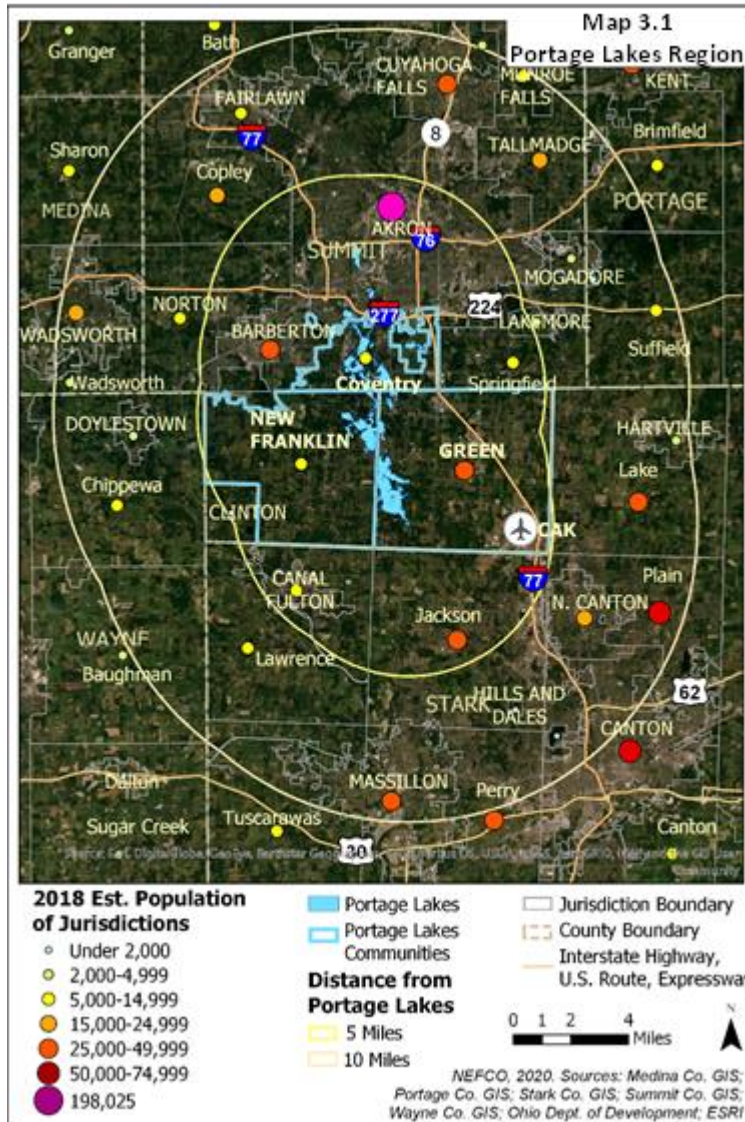 Map 3.1
Portage Lakes Region
Granger
Bath
CUYAHOGA
FALLS
MUNROE
FALLS
KENT
FAIRLAWN
8
77
TALLMADGE
Brimfield
Sharon
Copley
MEDINA
PORTAGE
AKRON
76
SUMMIT
MOGADORE
NORTON
277
224
LAKEMORE
WADSWORTH
BARBERTON
Suffield
Wadsworth
Coventry
Springfield
DOYLESTOWN
NEW
FRANKLIN
GREEN
HARTVILLE
Lake
Chippewa
CLINTON
CAK
77
CANAL
FULTON
Plain
N. CANTON
Jackson
WAYNE
Baughman
Lawrence
STARK
HILLS AND
DALES
62
CANTON
Dalton
MASSILLON
Perry
Sugar Creek
Tuscarawas
30
Canton
Community
2018 Est. Population
of Jurisdictions
Under 2,000
2,000-4,999
5,000-14,999
15,000-24,999
25,000-49,999
50,000-74,999
198,025
Portage Lakes
Portage Lakes
Communities
Distance from
Portage Lakes
5 Miles
10 Miles
Jurisdiction Boundary
County Boundary
Interstate Highway,
U.S. Route, Expressway
0 1 2 4
Miles
N
NEFCO, 2020. Sources: Medina Co. GIS;
Portage Co. GIS; Stark Co. GIS; Summit Co. GIS;
Wayne Co. GIS; Ohio Dept. of Development; ESRI